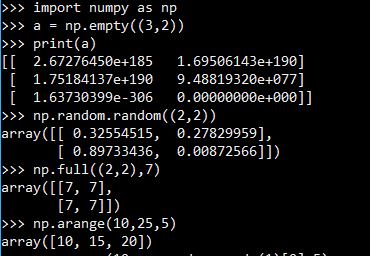 >>> import numpy as np
>>> a = np.empty((3,2))
>>> print(a)
[[  2.67276450e+185   1.69506143e+190]
 [  1.75184137e+190   9.48819320e+077]
 [  1.63730399e-306   0.00000000e+000]]
>>> np.random.random((2,2))
array([[ 0.32554515,  0.27829959],
       [ 0.89733436,  0.00872566]])
>>> np.full((2,2),7)
array([[7, 7],
       [7, 7]])
>>> np.arange(10,25,5)
array([10, 15, 20])